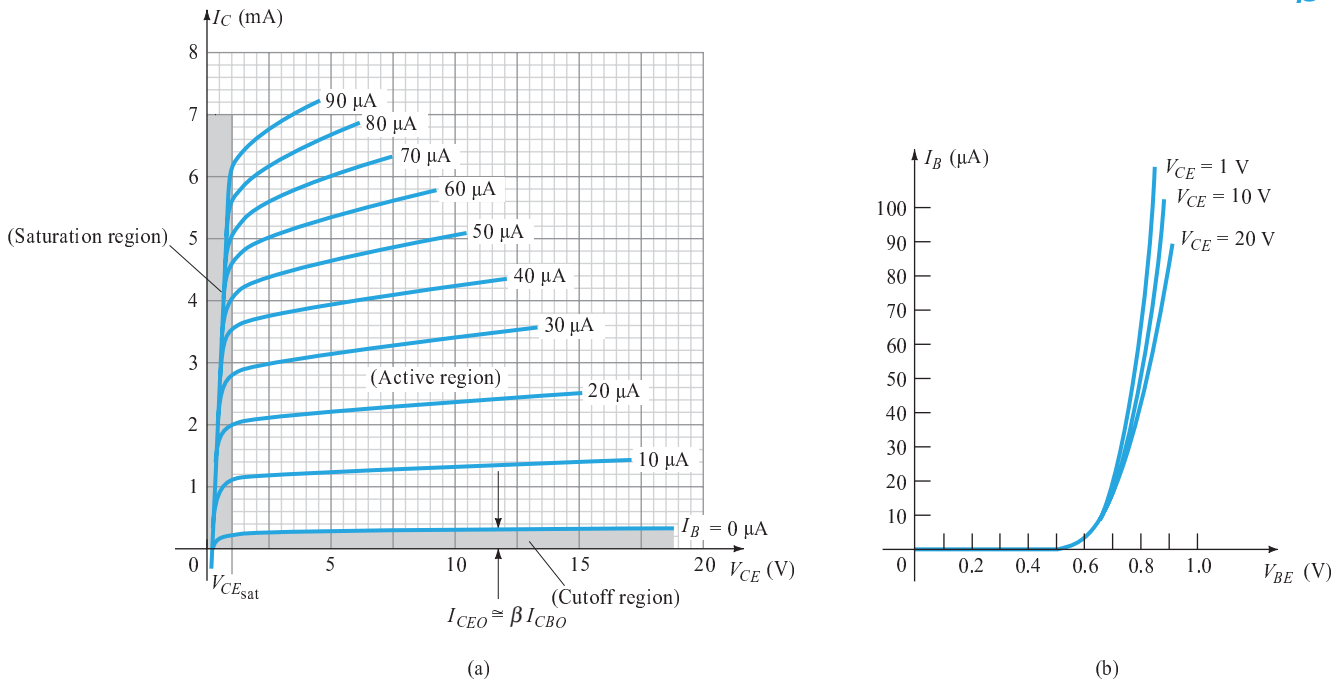 β
I_C (mA)
8
7
6
5
4
3
2
1
0
5
10
15
20
V_CE (V)
90 μA
80 μA
70 μA
60 μA
50 μA
40 μA
30 μA
20 μA
10 μA
I_B = 0 μA
(Saturation region)
(Active region)
(Cutoff region)
V_CE_sat
I_CEO ≅ β I_CBO
(a)
I_B (μA)
100
90
80
70
60
50
40
30
20
10
0
0.2
0.4
0.6
0.8
1.0
V_BE (V)
V_CE = 1 V
V_CE = 10 V
V_CE = 20 V
(b)